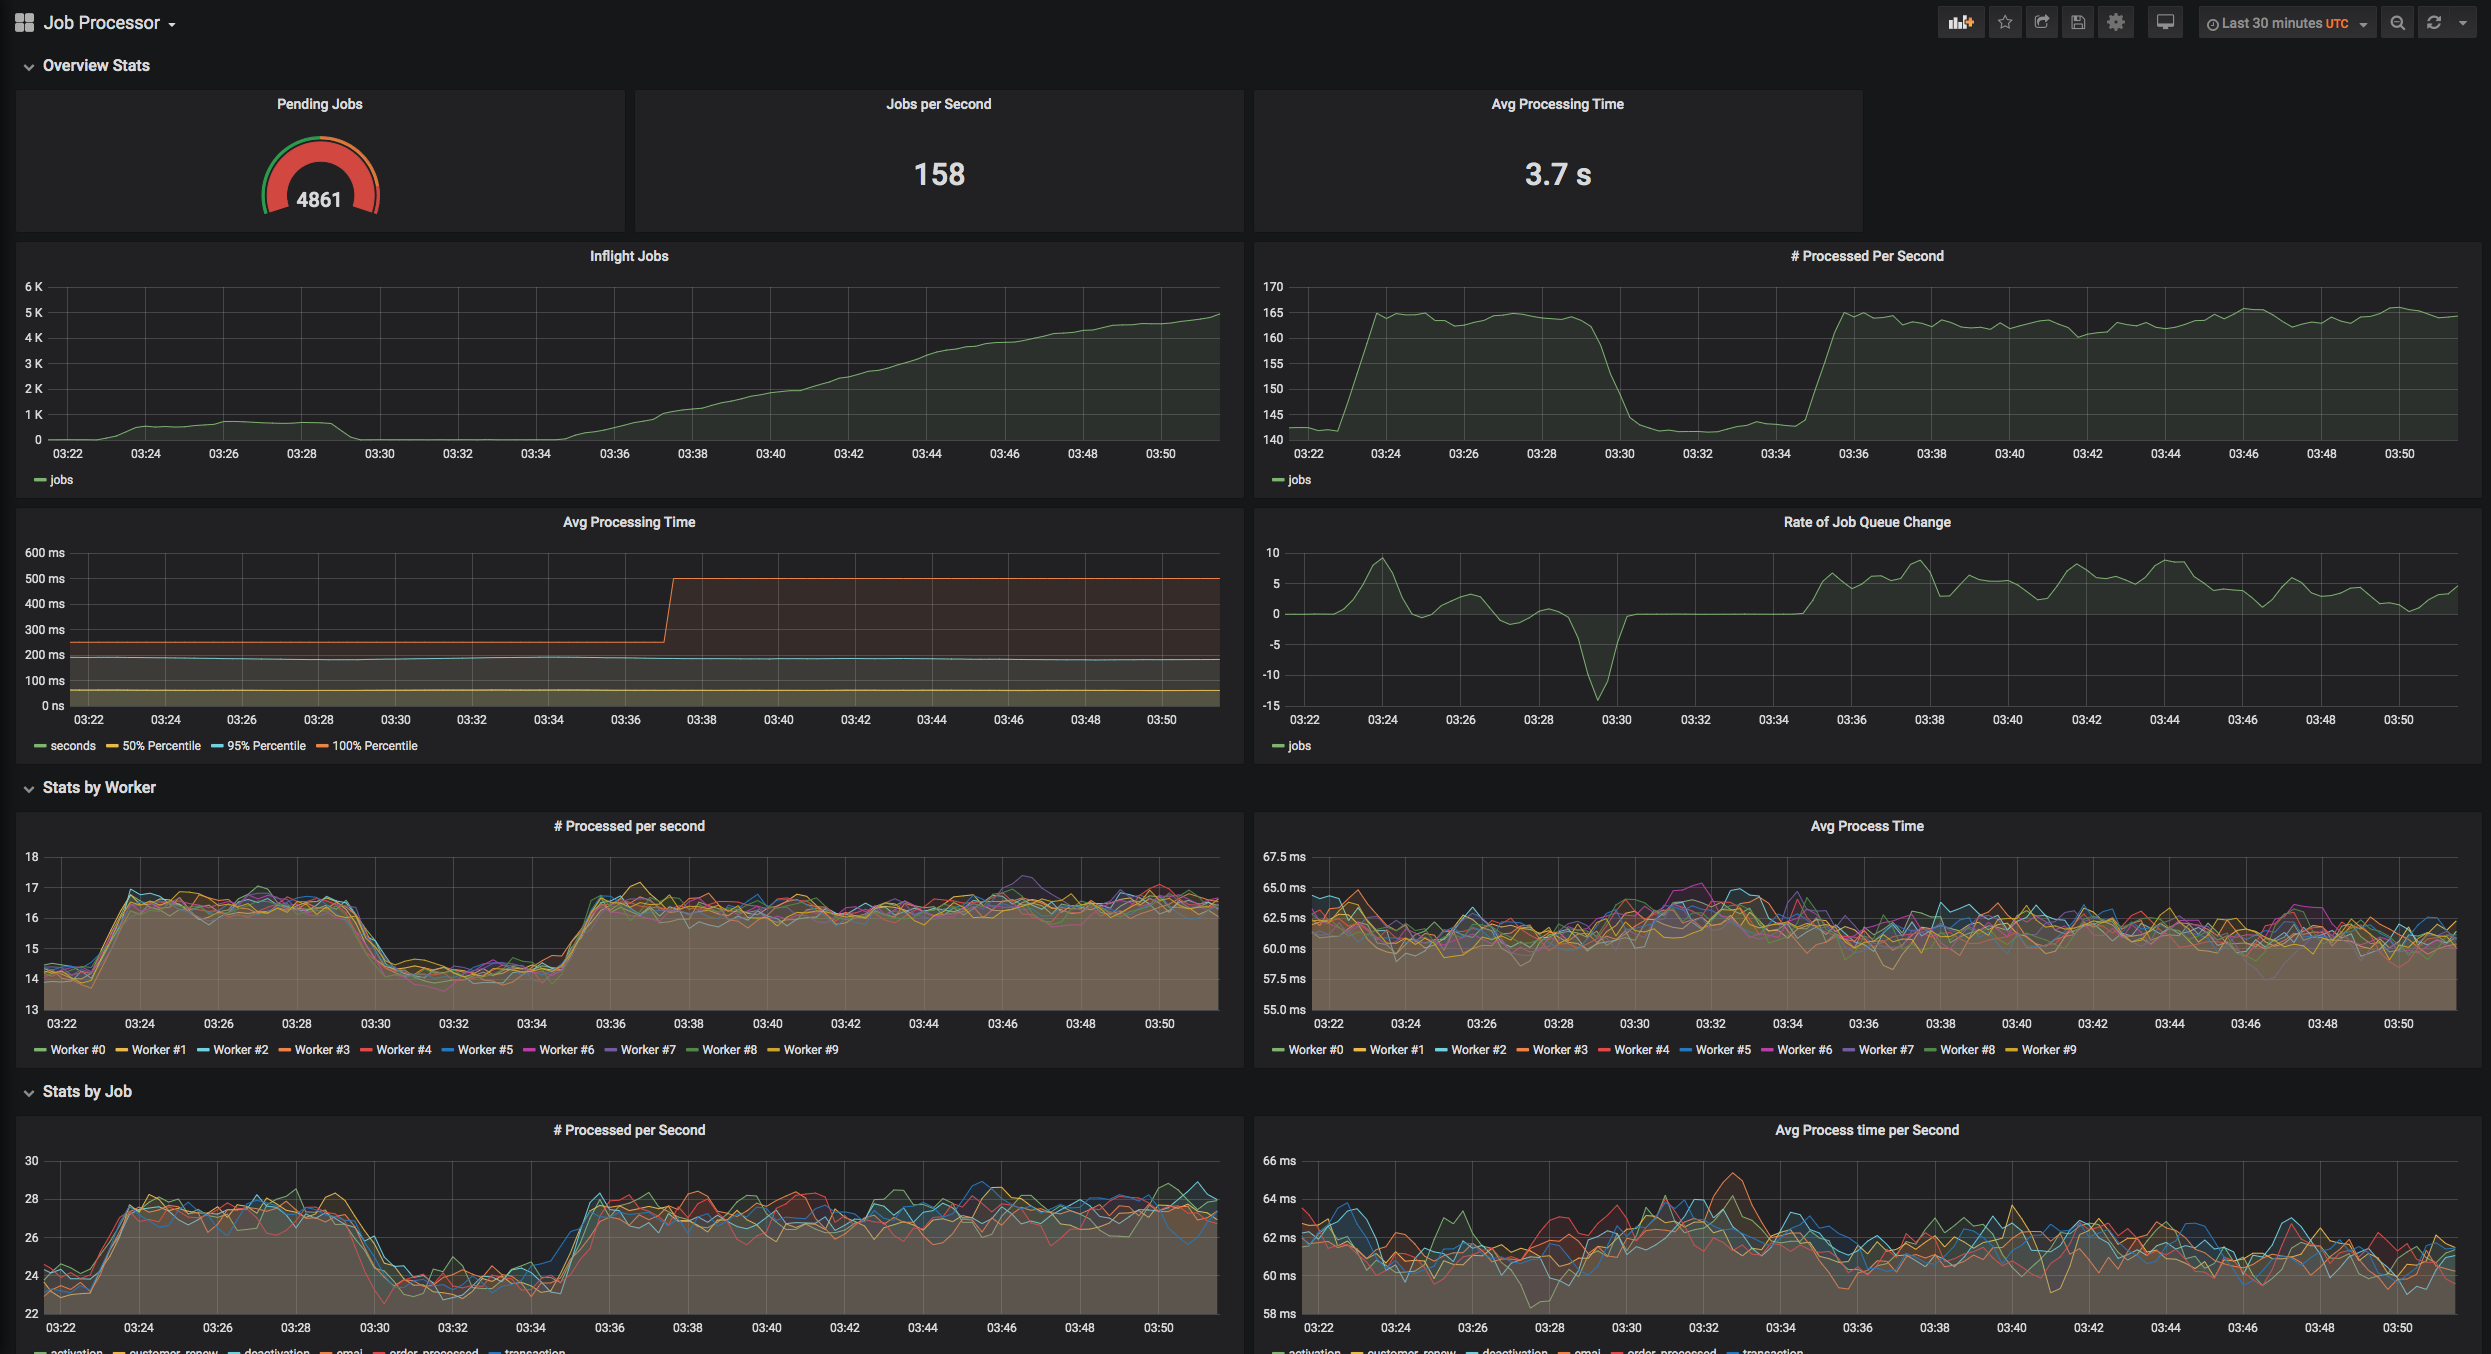 Job Processor
Last 30 minutes UTC
Overview Stats
Pending Jobs
4861
Jobs per Second
158
Avg Processing Time
3.7 s
Inflight Jobs
6 K
5 K
4 K
3 K
2 K
1 K
0
03:22 03:24 03:26 03:28 03:30 03:32 03:34 03:36 03:38 03:40 03:42 03:44 03:46 03:48 03:50
jobs
# Processed Per Second
170
165
160
155
150
145
140
03:22 03:24 03:26 03:28 03:30 03:32 03:34 03:36 03:38 03:40 03:42 03:44 03:46 03:48 03:50
jobs
Avg Processing Time
600 ms
500 ms
400 ms
300 ms
200 ms
100 ms
0 ns
03:22 03:24 03:26 03:28 03:30 03:32 03:34 03:36 03:38 03:40 03:42 03:44 03:46 03:48 03:50
seconds 50% Percentile 95% Percentile 100% Percentile
Rate of Job Queue Change
10
5
0
-5
-10
-15
03:22 03:24 03:26 03:28 03:30 03:32 03:34 03:36 03:38 03:40 03:42 03:44 03:46 03:48 03:50
jobs
Stats by Worker
# Processed per second
18
17
16
15
14
13
03:22 03:24 03:26 03:28 03:30 03:32 03:34 03:36 03:38 03:40 03:42 03:44 03:46 03:48 03:50
Worker #0 Worker #1 Worker #2 Worker #3 Worker #4 Worker #5 Worker #6 Worker #7 Worker #8 Worker #9
Avg Process Time
67.5 ms
65.0 ms
62.5 ms
60.0 ms
57.5 ms
55.0 ms
03:22 03:24 03:26 03:28 03:30 03:32 03:34 03:36 03:38 03:40 03:42 03:44 03:46 03:48 03:50
Worker #0 Worker #1 Worker #2 Worker #3 Worker #4 Worker #5 Worker #6 Worker #7 Worker #8 Worker #9
Stats by Job
# Processed per Second
30
28
26
24
22
03:22 03:24 03:26 03:28 03:30 03:32 03:34 03:36 03:38 03:40 03:42 03:44 03:46 03:48 03:50
activation customer_renew deactivation emai order_processed transaction
Avg Process time per Second
66 ms
64 ms
62 ms
60 ms
58 ms
03:22 03:24 03:26 03:28 03:30 03:32 03:34 03:36 03:38 03:40 03:42 03:44 03:46 03:48 03:50
activation customer_renew deactivation emai order_processed transaction